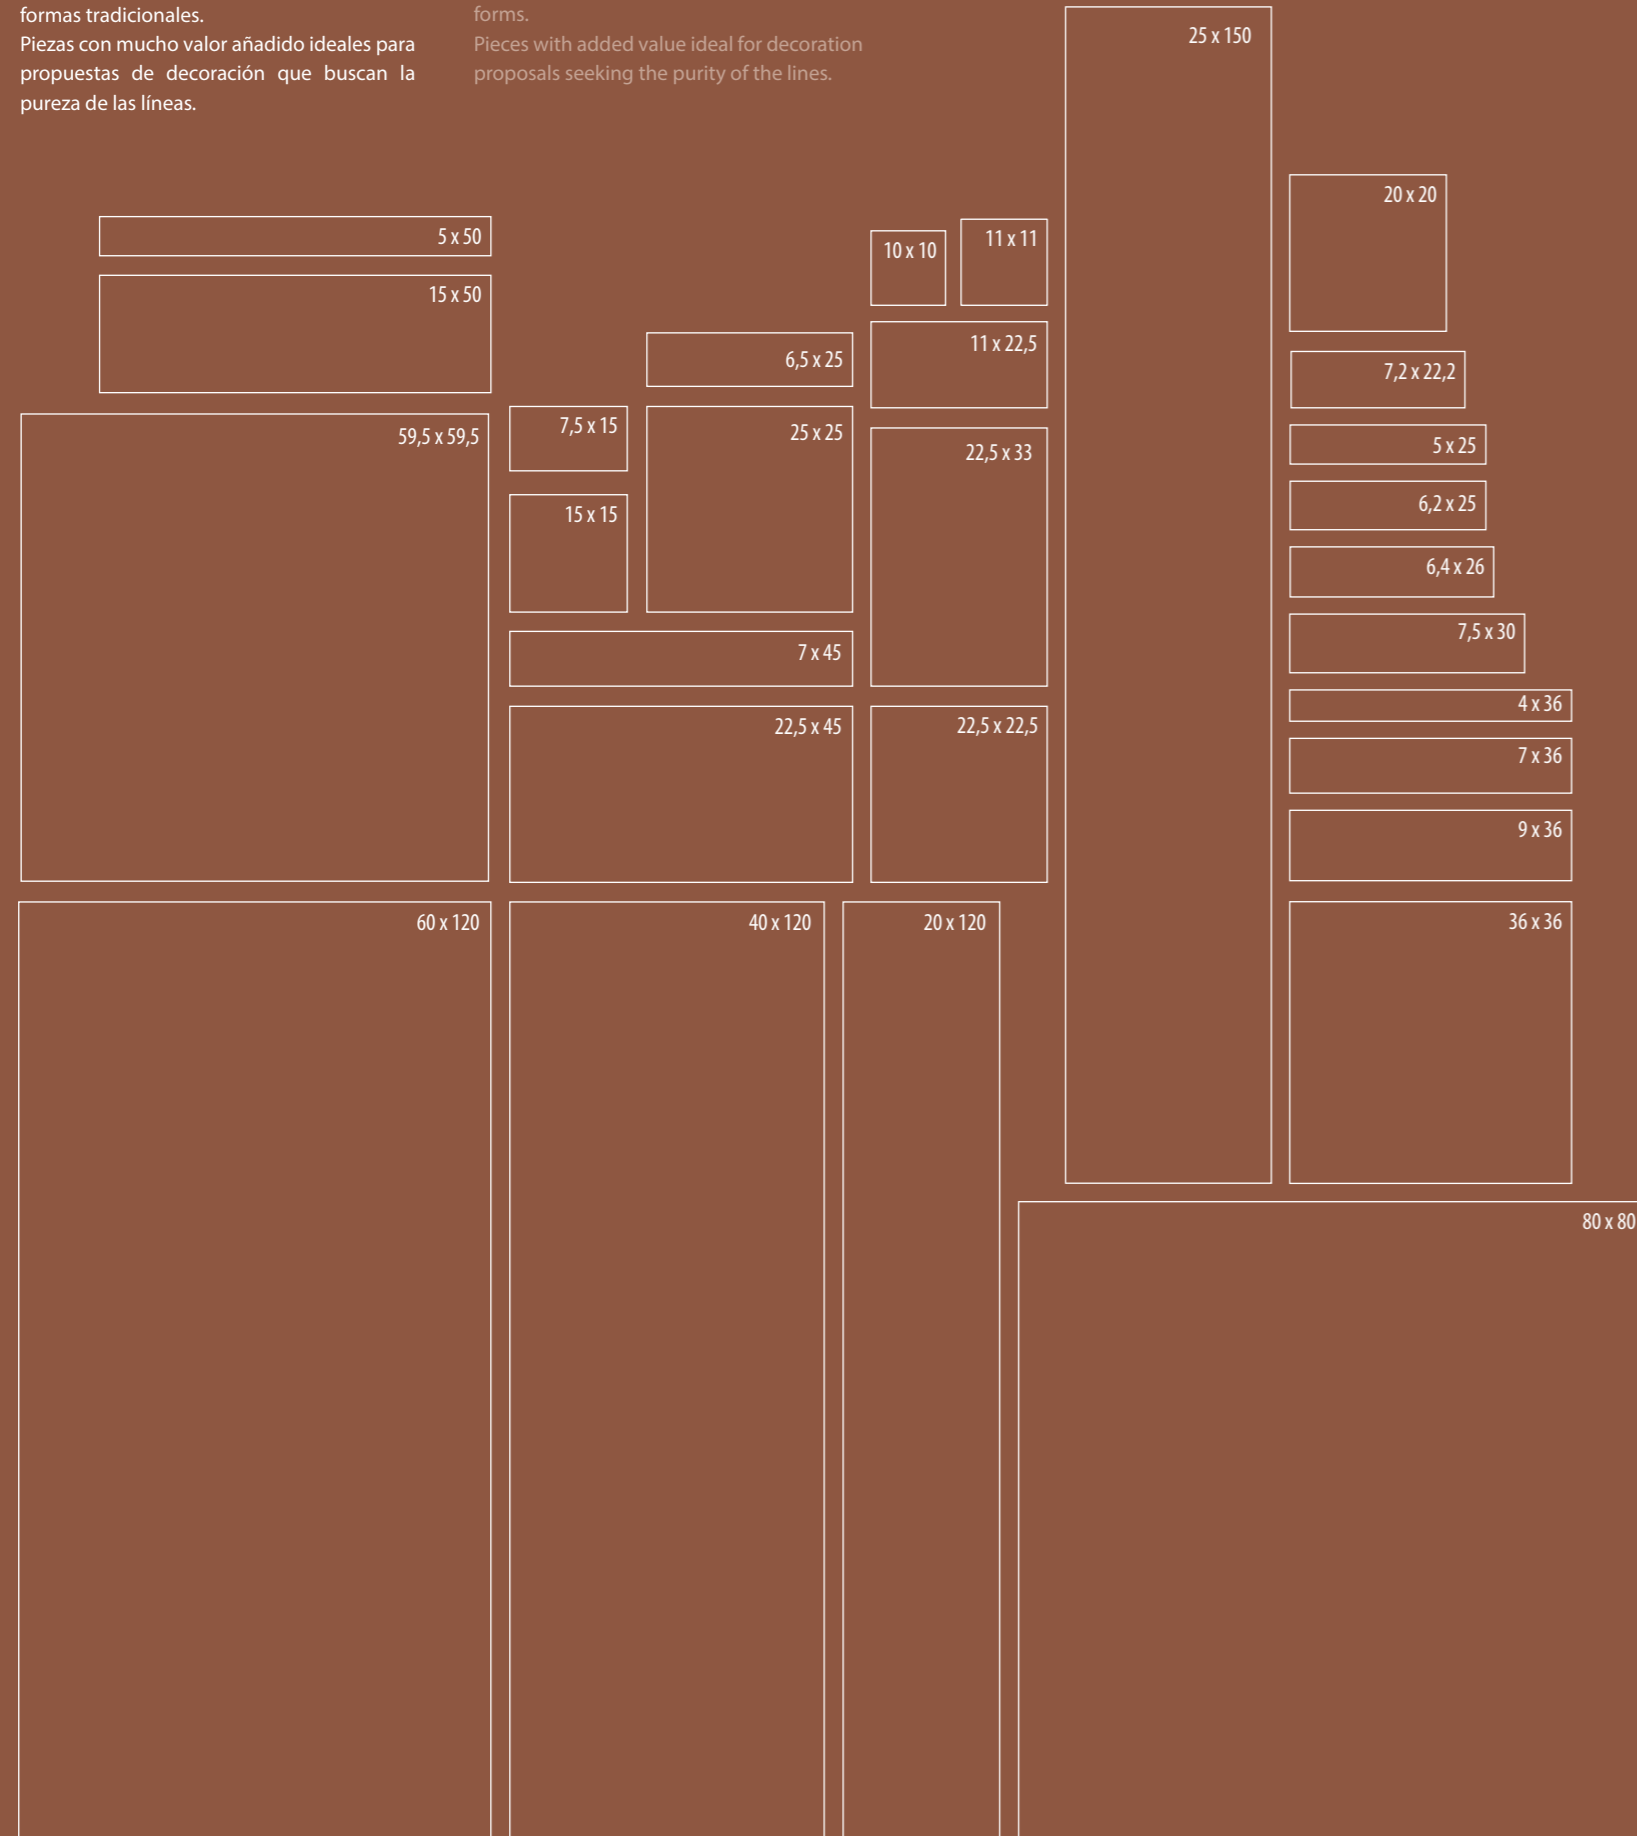 formas tradicionales.
Piezas con mucho valor añadido ideales para
propuestas de decoración que buscan la
pureza de las líneas.
forms.
Pieces with added value ideal for decoration
proposals seeking the purity of the lines.
25 x 150
20 x 20
5 x 50
10 x 10
11 x 11
15 x 50
11 x 22,5
6,5 x 25
7,2 x 22,2
59,5 x 59,5
7,5 x 15
25 x 25
22,5 x 33
5 x 25
15 x 15
6,2 x 25
6,4 x 26
7,5 x 30
7 x 45
4 x 36
22,5 x 45
22,5 x 22,5
7 x 36
9 x 36
60 x 120
40 x 120
20 x 120
36 x 36
80 x 80